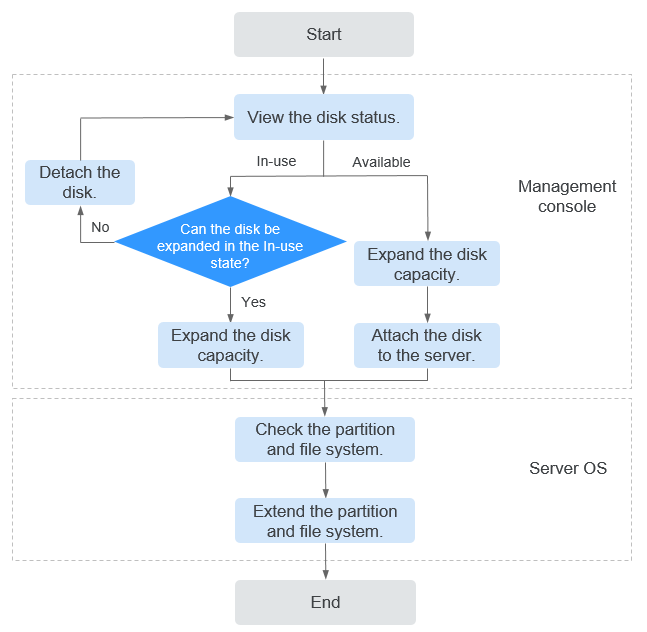 Start
View the disk status.
In-use
Available
Detach the
disk.
Management
console
No
Can the disk be
expanded in the In-use
state?
Expand the disk
capacity.
Yes
Expand the disk
capacity.
Attach the disk
to the server.
Check the partition
and file system.
Server OS
Extend the partition
and file system.
End